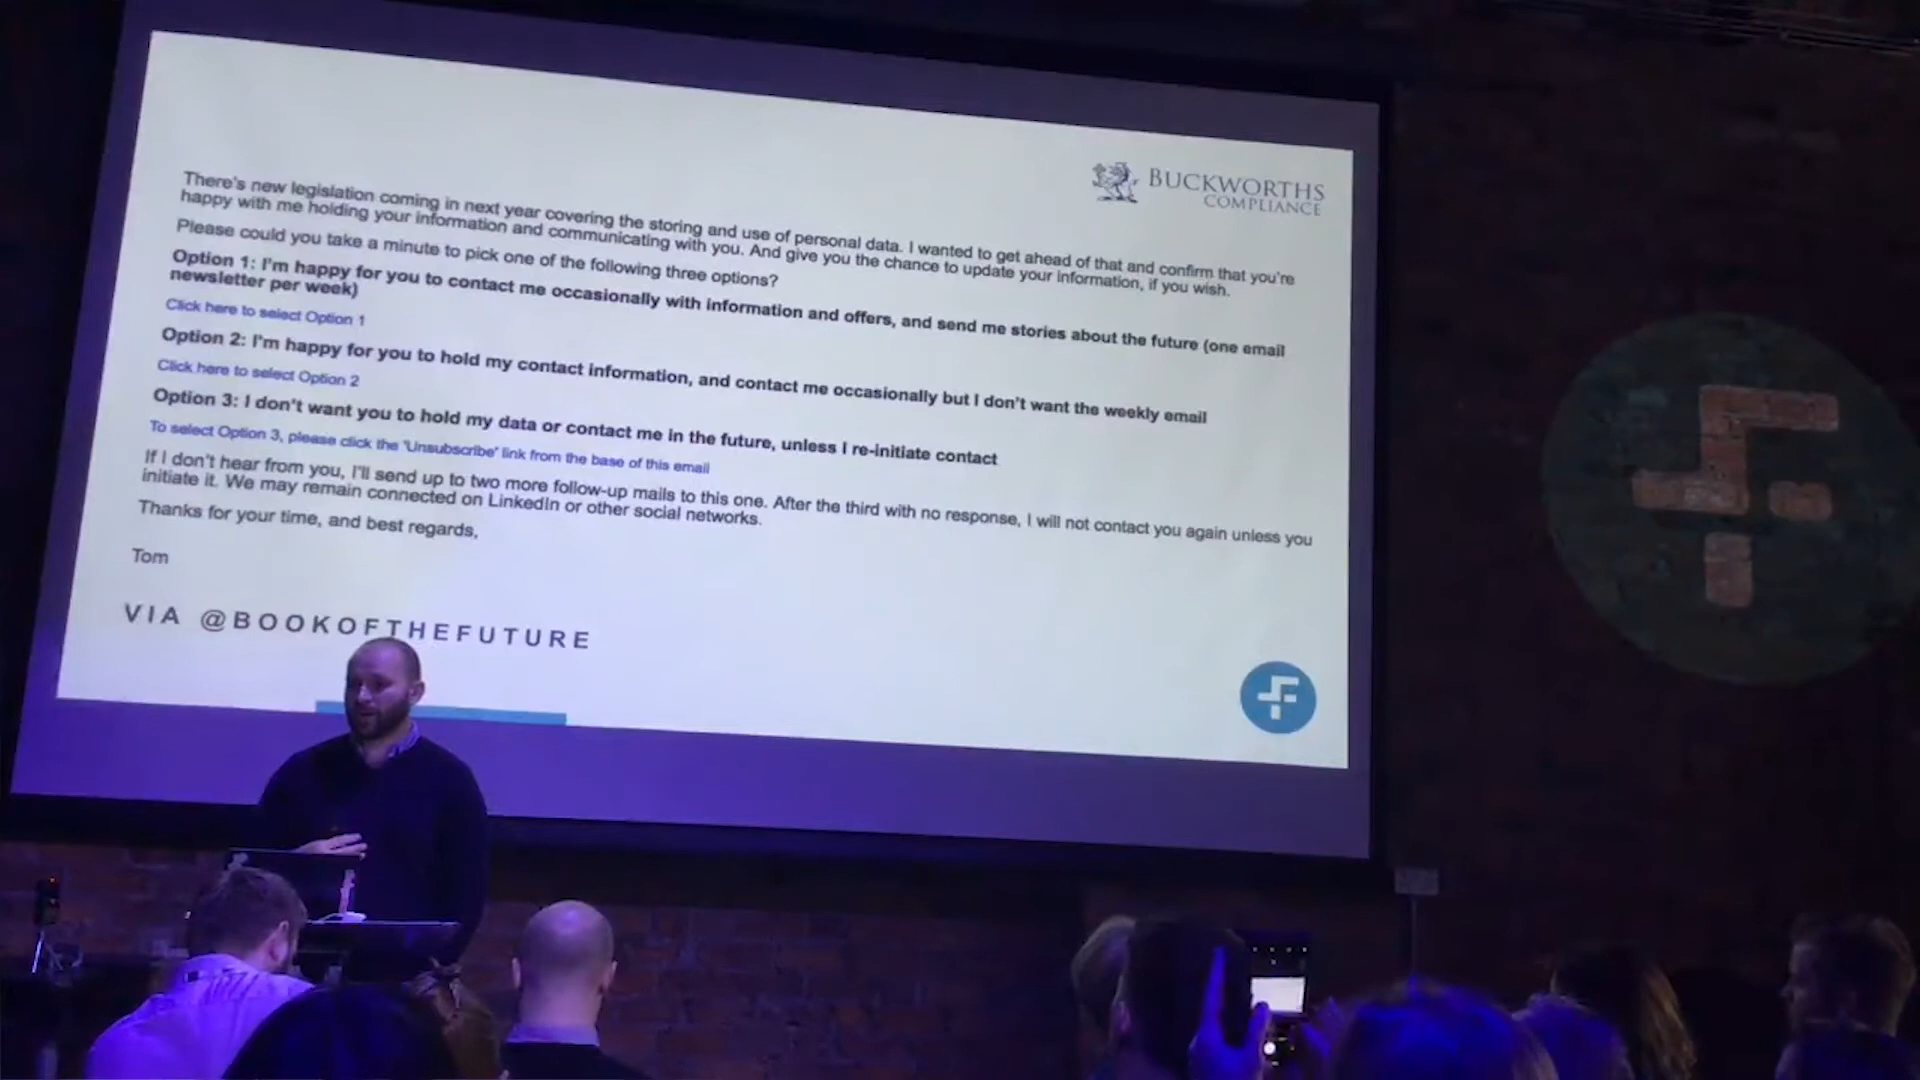 BUCKWORTHS
COMPLIANCE
There's new legislation coming in next year covering the storing and use of personal data. I wanted to get ahead of that and confirm that you're
happy with me holding your information and communicating with you. And give you the chance to update your information, if you wish.
Please could you take a minute to pick one of the following three options?
Option 1: I'm happy for you to contact me occasionally with information and offers, and send me stories about the future (one email
newsletter per week)
Click here to select Option 1
Option 2: I'm happy for you to hold my contact information, and contact me occasionally but I don't want the weekly email
Click here to select Option 2
Option 3: I don't want you to hold my data or contact me in the future, unless I re-initiate contact
To select Option 3, please click the 'Unsubscribe' link from the base of this email
If I don't hear from you, I'll send up to two more follow-up mails to this one. After the third with no response, I will not contact you again unless you
initiate it. We may remain connected on LinkedIn or other social networks.
Thanks for your time, and best regards,
Tom
VIA @BOOKOFTHEFUTURE